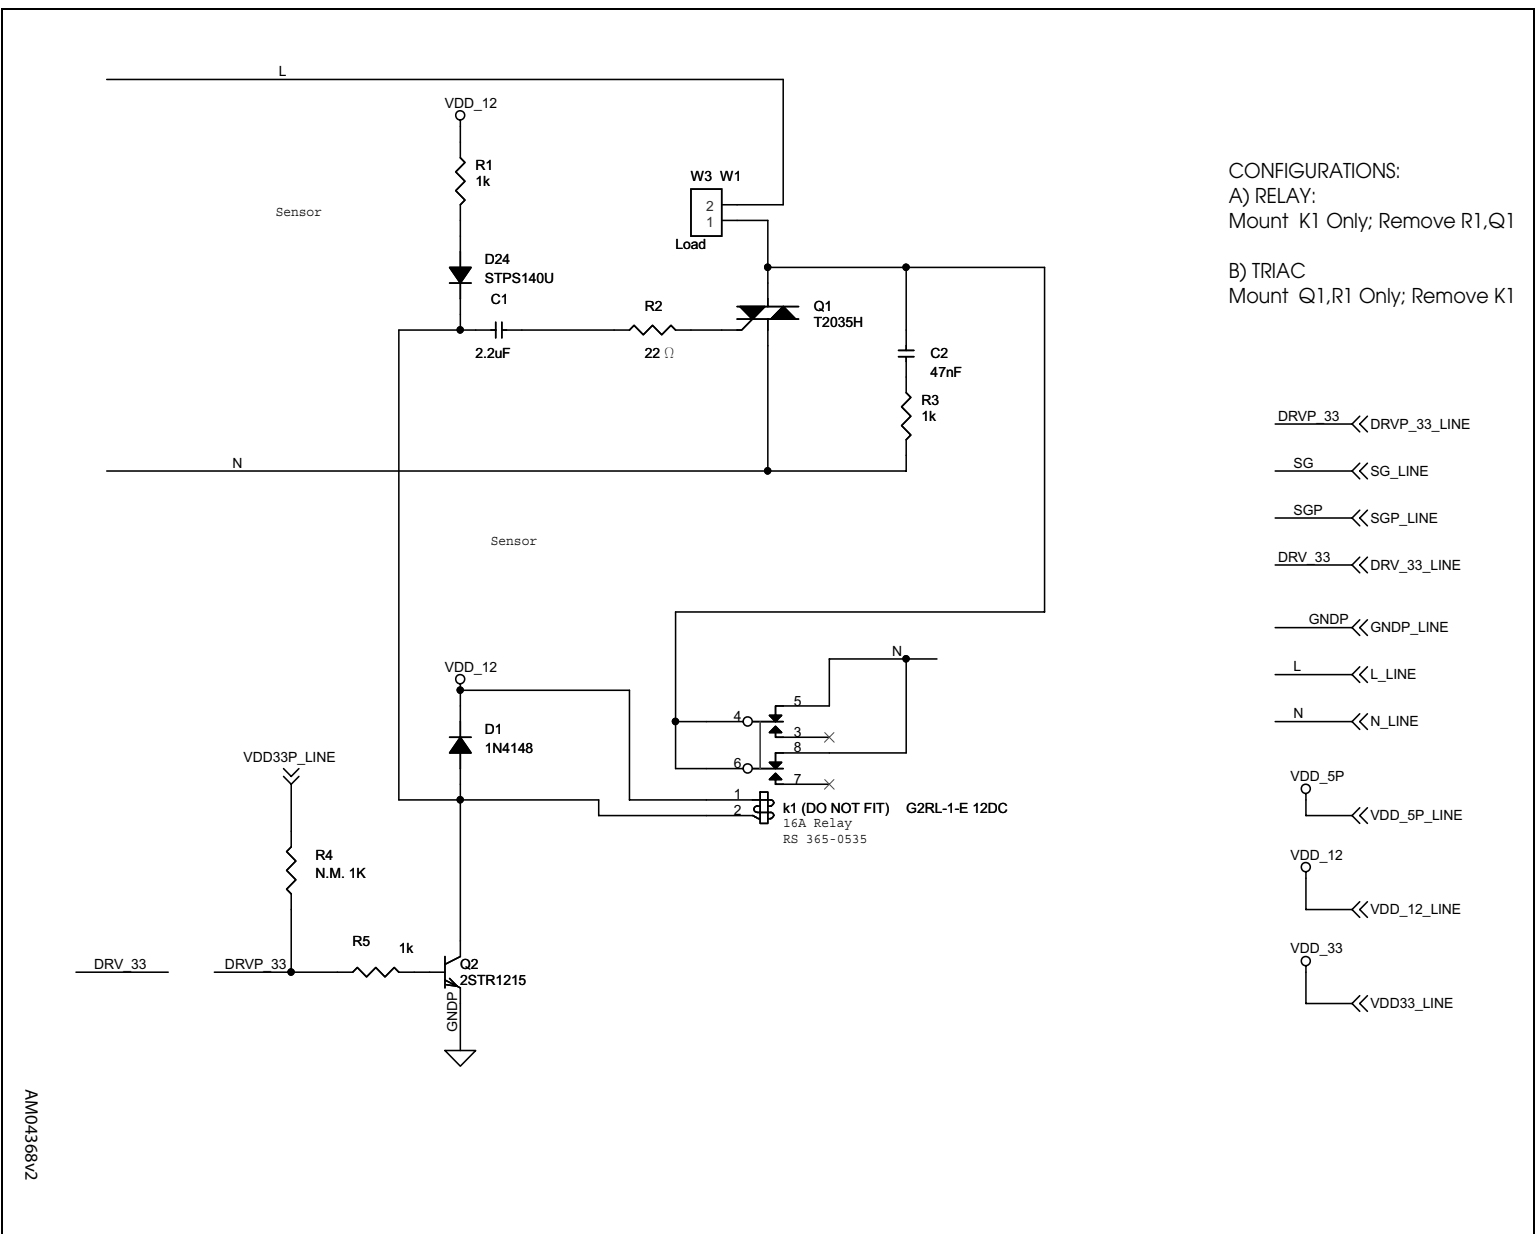 L
VDD_12
R1
1k
Sensor
W3 W1
2
1
Load
D24
STPS140U
C1
2.2uF
R2
22 Ω
Q1
T2035H
C2
47nF
R3
1k
N
Sensor
CONFIGURATIONS:
A) RELAY:
Mount K1 Only; Remove R1,Q1
B) TRIAC
Mount Q1,R1 Only; Remove K1
DRVP_33
DRVP_33_LINE
SG
SG_LINE
SGP
SGP_LINE
DRV_33
DRV_33_LINE
GNDP
GNDP_LINE
L
L_LINE
N
N_LINE
VDD_5P
VDD_5P_LINE
VDD_12
VDD_12_LINE
VDD_33
VDD33_LINE
VDD_12
D1
1N4148
N
5
4
3
8
6
7
1
2
k1 (DO NOT FIT) G2RL-1-E 12DC
16A Relay
RS 365-0535
VDD33P_LINE
R4
N.M. 1K
R5
1k
DRV_33
DRVP_33
Q2
2STR1215
GNDP
AM04368v2